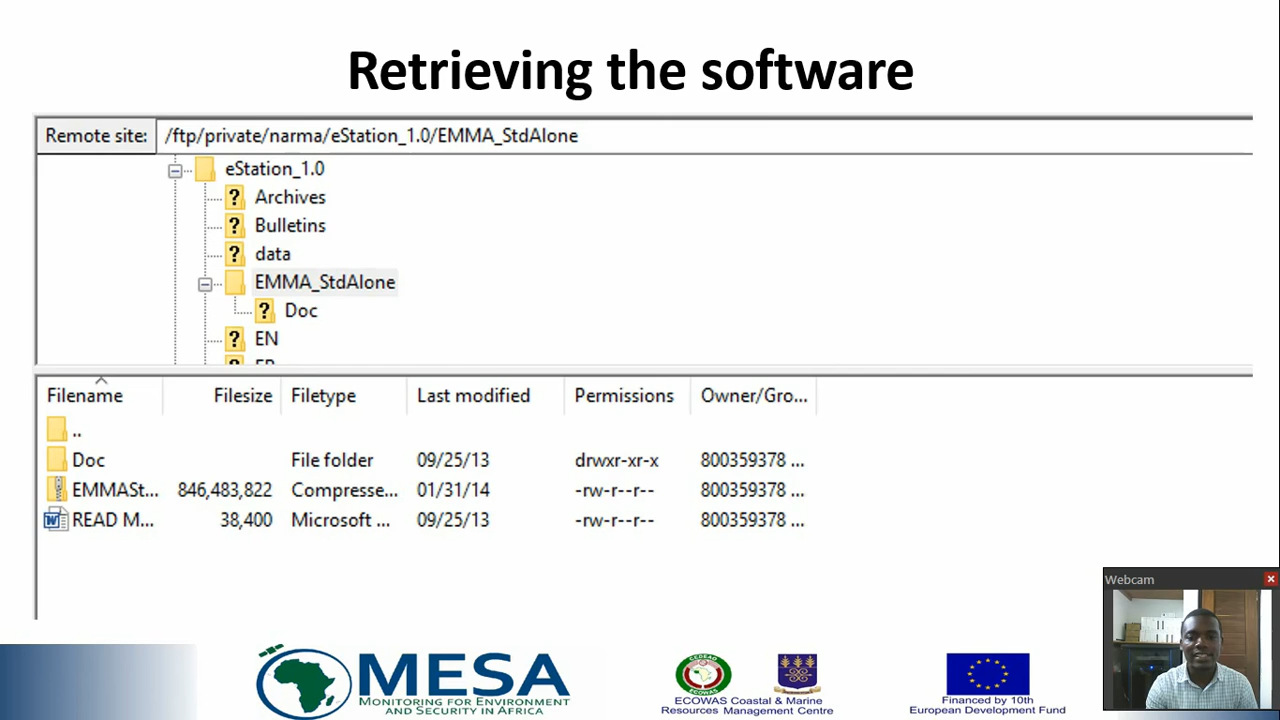 Retrieving the software
Remote site: /ftp/private/narma/eStation_1.0/EMMA_StdAlone
eStation_1.0
? Archives
? Bulletins
? data
EMMA_StdAlone
? Doc
? EN
Filename Filesize Filetype Last modified Permissions Owner/Gro...
..
Doc File folder 09/25/13 drwxr-xr-x 800359378 ...
EMMASt... 846,483,822 Compresse... 01/31/14 -rw-r--r-- 800359378 ...
READ M... 38,400 Microsoft ... 09/25/13 -rw-r--r-- 800359378 ...
Webcam
MESA
MONITORING FOR ENVIRONMENT
AND SECURITY IN AFRICA
CEDEAO
ECOWAS
ECOWAS Coastal & Marine
Resources Management Centre
Financed by 10th
European Development Fund